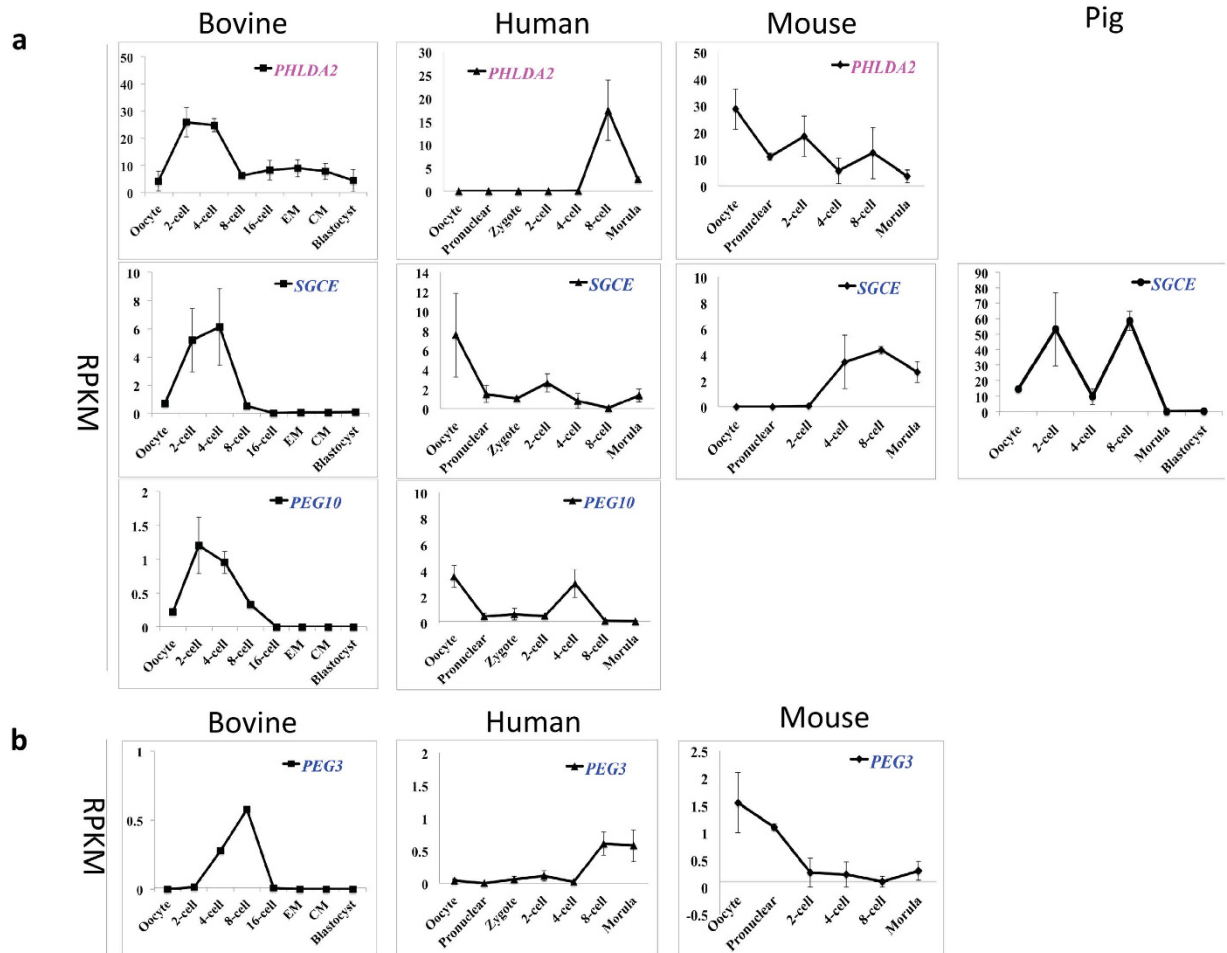 a
Bovine
Human
Mouse
Pig
RPKM
PHLDA2
50
40
30
20
10
0
Oocyte 2-cell 4-cell 8-cell 16-cell EM CM Blastocyst
PHLDA2
30
25
20
15
10
5
0
Oocyte Pronuclear Zygote 2-cell 4-cell 8-cell Morula
PHLDA2
50
40
30
20
10
0
Oocyte Pronuclear 2-cell 4-cell 8-cell Morula
SGCE
10
8
6
4
2
0
Oocyte 2-cell 4-cell 8-cell 16-cell EM CM Blastocyst
SGCE
14
12
10
8
6
4
2
0
Oocyte Pronuclear Zygote 2-cell 4-cell 8-cell Morula
SGCE
10
8
6
4
2
0
Oocyte Pronuclear 2-cell 4-cell 8-cell Morula
SGCE
90
80
70
60
50
40
30
20
10
0
Oocyte 2-cell 4-cell 8-cell Morula Blastocyst
PEG10
2
1.5
1
0.5
0
Oocyte 2-cell 4-cell 8-cell 16-cell EM CM Blastocyst
PEG10
10
8
6
4
2
0
Oocyte Pronuclear Zygote 2-cell 4-cell 8-cell Morula
b
Bovine
Human
Mouse
RPKM
PEG3
1
0.5
0
Oocyte 2-cell 4-cell 8-cell 16-cell EM CM Blastocyst
PEG3
2
1.5
1
0.5
0
Oocyte Pronuclear Zygote 2-cell 4-cell 8-cell Morula
PEG3
2.5
2
1.5
1
0.5
0
-0.5
Oocyte Pronuclear 2-cell 4-cell 8-cell Morula